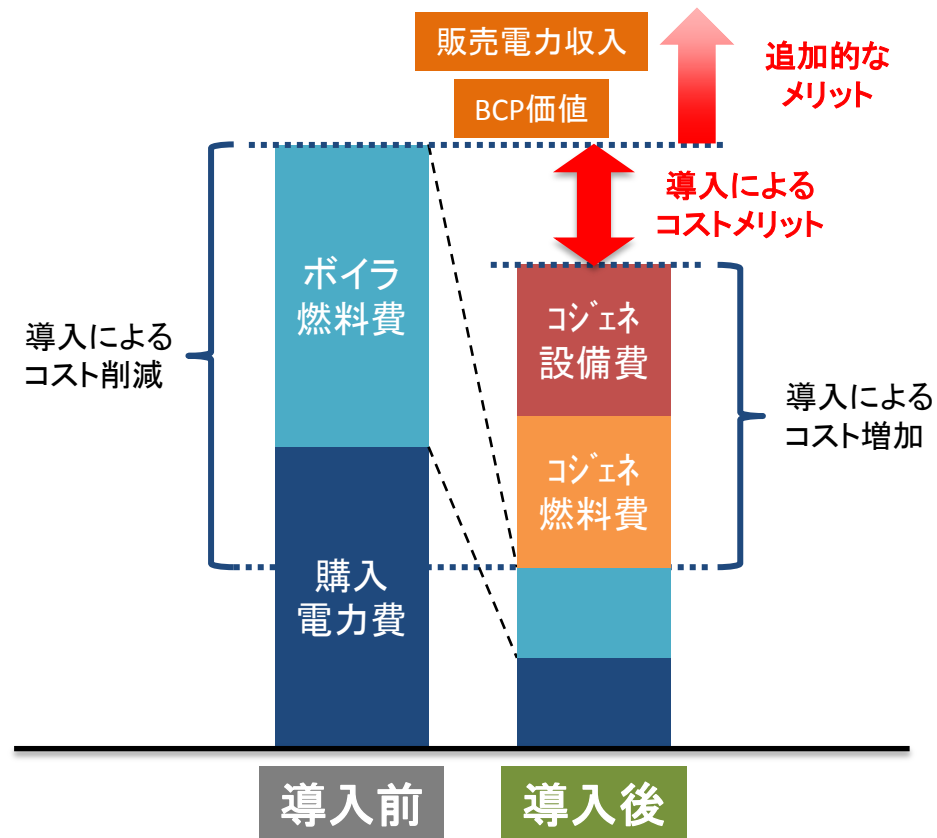 販売電力収入
BCP価値
追加的な
メリット
導入による
コストメリット
ボイラ
燃料費
購入
電力費
導入による
コスト削減
ｺｼﾞｪﾈ
設備費
ｺｼﾞｪﾈ
燃料費
導入による
コスト増加
導入前
導入後